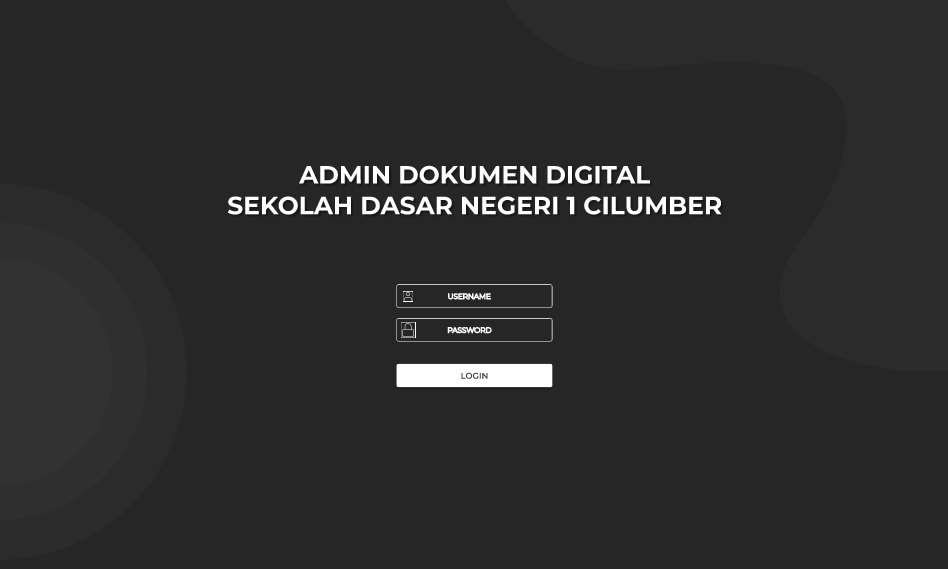 ADMIN DOKUMEN DIGITAL
SEKOLAH DASAR NEGERI 1 CILUMBER
USERNAME
PASSWORD
LOGIN